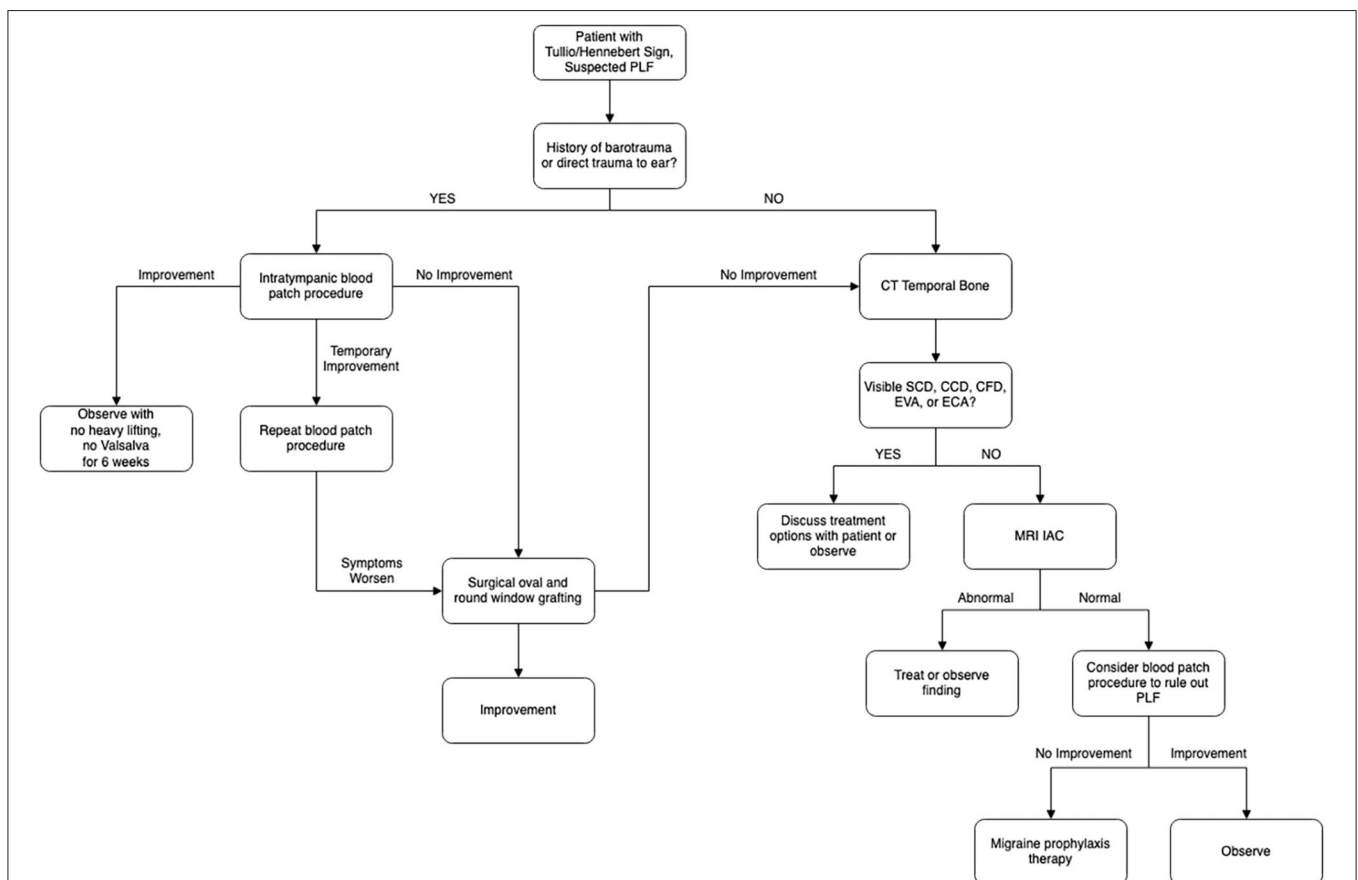 Patient with
Tullio/Hennebert Sign,
Suspected PLF
History of barotrauma
or direct trauma to ear?
YES
NO
Improvement
Intratympanic blood
patch procedure
No Improvement
No Improvement
CT Temporal Bone
Temporary
Improvement
Visible SCD, CCD, CFD,
EVA, or ECA?
Observe with
no heavy lifting,
no Valsalva
for 6 weeks
Repeat blood patch
procedure
YES
NO
Discuss treatment
options with patient or
observe
MRI IAC
Symptoms
Worsen
Surgical oval and
round window grafting
Abnormal
Normal
Improvement
Treat or observe
finding
Consider blood patch
procedure to rule out
PLF
No Improvement
Improvement
Migraine prophylaxis
therapy
Observe